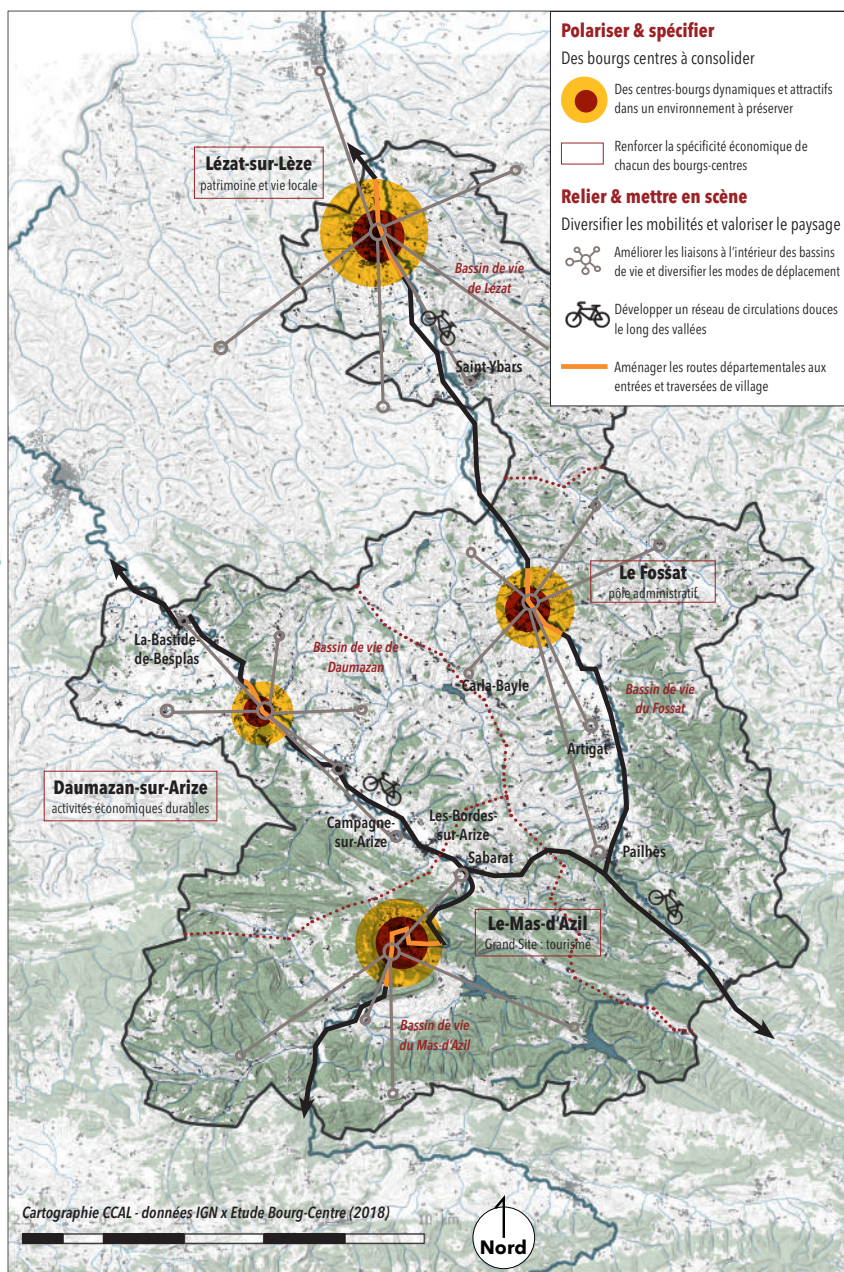 Polariser & spécifier
Des bourgs centres à consolider
Des centres-bourgs dynamiques et attractifs
dans un environnement à préserver
Renforcer la spécificité économique de
chacun des bourgs-centres
Relier & mettre en scène
Diversifier les mobilités et valoriser le paysage
Améliorer les liaisons à l'intérieur des bassins
de vie et diversifier les modes de déplacement
Développer un réseau de circulations douces
le long des vallées
Aménager les routes départementales aux
entrées et traversées de village
Lézat-sur-Lèze
patrimoine et vie locale
Bassin de vie
de Lézat
Saint-Ybars
Le Fossat
pôle administratif
La-Bastide-
de-Besplas
Bassin de vie de
Daumazan
Carla-Bayle
Bassin de vie
du Fossat
Artigat
Daumazan-sur-Arize
activités économiques durables
Campagne-
sur-Arize
Les-Bordes-
sur-Arize
Sabarat
Pailhès
Le-Mas-d'Azil
Grand Site : tourisme
Bassin de vie
du Mas-d'Azil
Cartographie CCAL - données IGN x Etude Bourg-Centre (2018)
10 km
Nord